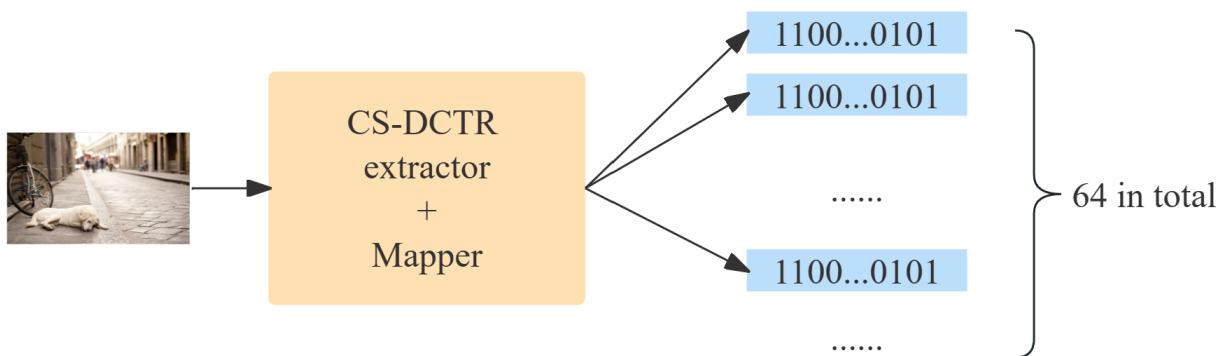 CS-DCTR
extractor
+
Mapper
1100...0101
1100...0101
......
1100...0101
......
64 in total